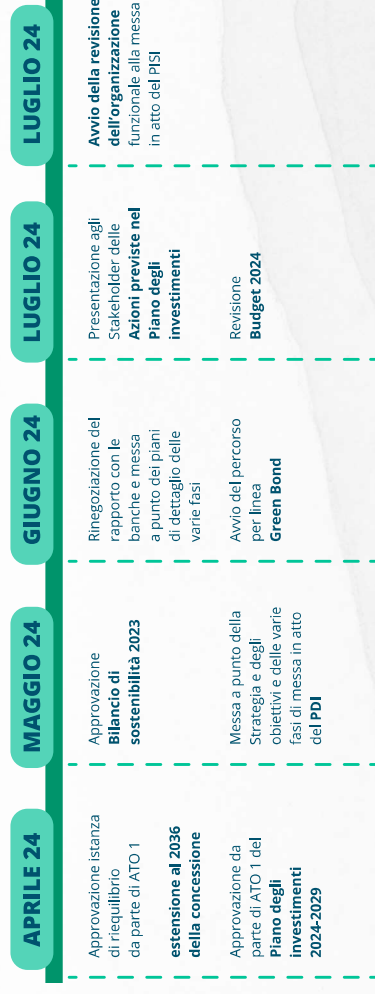 APRILE 24
Approvazione istanza
di riequilibrio
da parte di ATO 1
estensione al 2036
della concessione
Approvazione da
parte di ATO 1 del
Piano degli
investimenti
2024-2029
MAGGIO 24
Approvazione
Bilancio di
sostenibilità 2023
Messa a punto della
Strategia e degli
obiettivi e delle varie
fasi di messa in atto
del PDI
GIUGNO 24
Rinegoziazione del
rapporto con le
banche e messa
a punto dei piani
di dettaglio delle
varie fasi
Avvio del percorso
per linea
Green Bond
LUGLIO 24
Presentazione agli
Stakeholder delle
Azioni previste nel
Piano degli
investimenti
Revisione
Budget 2024
LUGLIO 24
Avvio della revisione
dell'organizzazione
funzionale alla messa
in atto del PISI